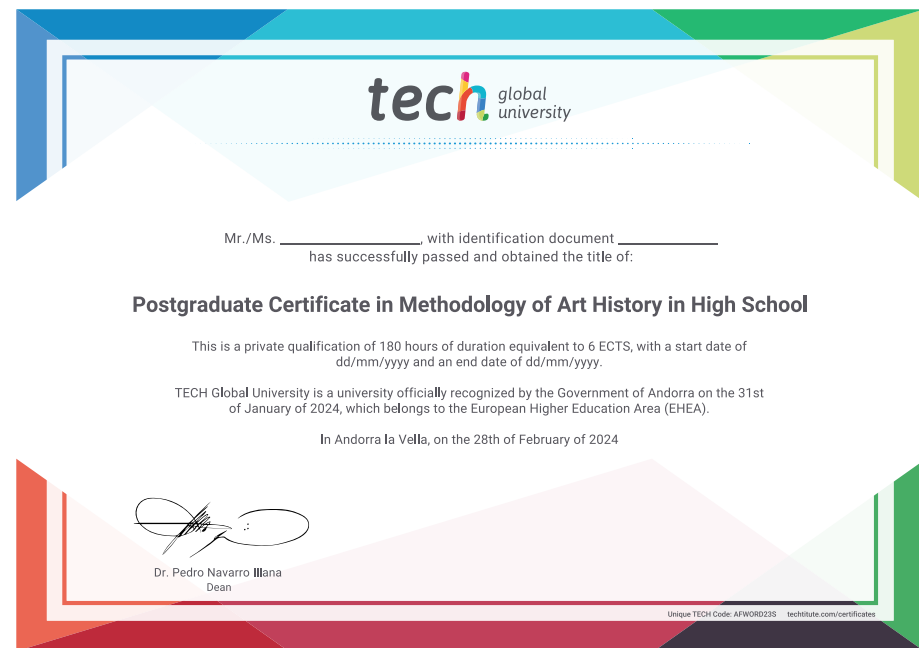 tech global university
Mr./Ms. ____________________, with identification document ______________
has successfully passed and obtained the title of:
Postgraduate Certificate in Methodology of Art History in High School
This is a private qualification of 180 hours of duration equivalent to 6 ECTS, with a start date of
dd/mm/yyyy and an end date of dd/mm/yyyy.
TECH Global University is a university officially recognized by the Government of Andorra on the 31st
of January of 2024, which belongs to the European Higher Education Area (EHEA).
In Andorra la Vella, on the 28th of February of 2024
Dr. Pedro Navarro Illana
Dean
Unique TECH Code: AFWORD23S techtitute.com/certificates